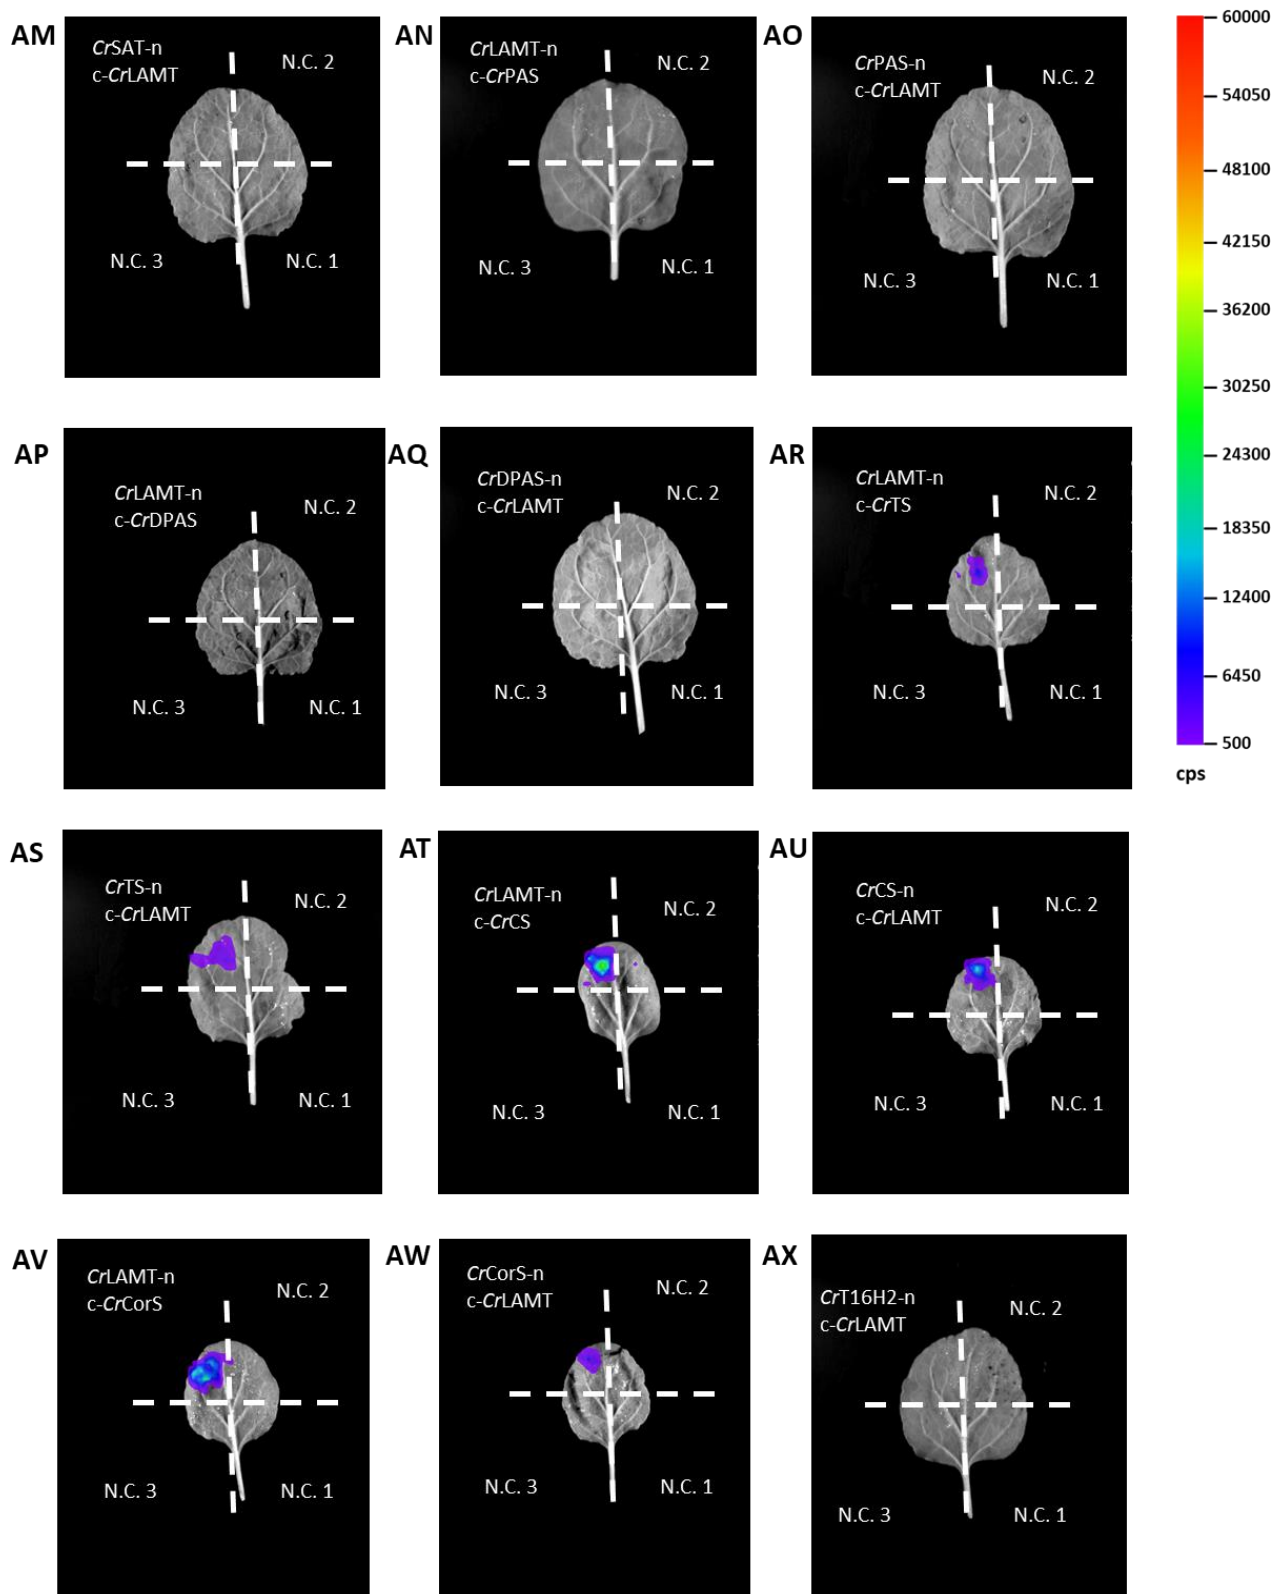 AM
CrSAT-n
c-CrLAMT
N.C. 2
N.C. 3
N.C. 1
AN
CrLAMT-n
c-CrPAS
N.C. 2
N.C. 3
N.C. 1
AO
CrPAS-n
c-CrLAMT
N.C. 2
N.C. 3
N.C. 1
60000
54050
48100
42150
36200
30250
24300
18350
12400
6450
500
cps
AP
CrLAMT-n
c-CrDPAS
N.C. 2
N.C. 3
N.C. 1
AQ
CrDPAS-n
c-CrLAMT
N.C. 2
N.C. 3
N.C. 1
AR
CrLAMT-n
c-CrTS
N.C. 2
N.C. 3
N.C. 1
AS
CrTS-n
c-CrLAMT
N.C. 2
N.C. 3
N.C. 1
AT
CrLAMT-n
c-CrCS
N.C. 2
N.C. 3
N.C. 1
AU
CrCS-n
c-CrLAMT
N.C. 2
N.C. 3
N.C. 1
AV
CrLAMT-n
c-CrCorS
N.C. 2
N.C. 3
N.C. 1
AW
CrCorS-n
c-CrLAMT
N.C. 2
N.C. 3
N.C. 1
AX
CrT16H2-n
c-CrLAMT
N.C. 2
N.C. 3
N.C. 1